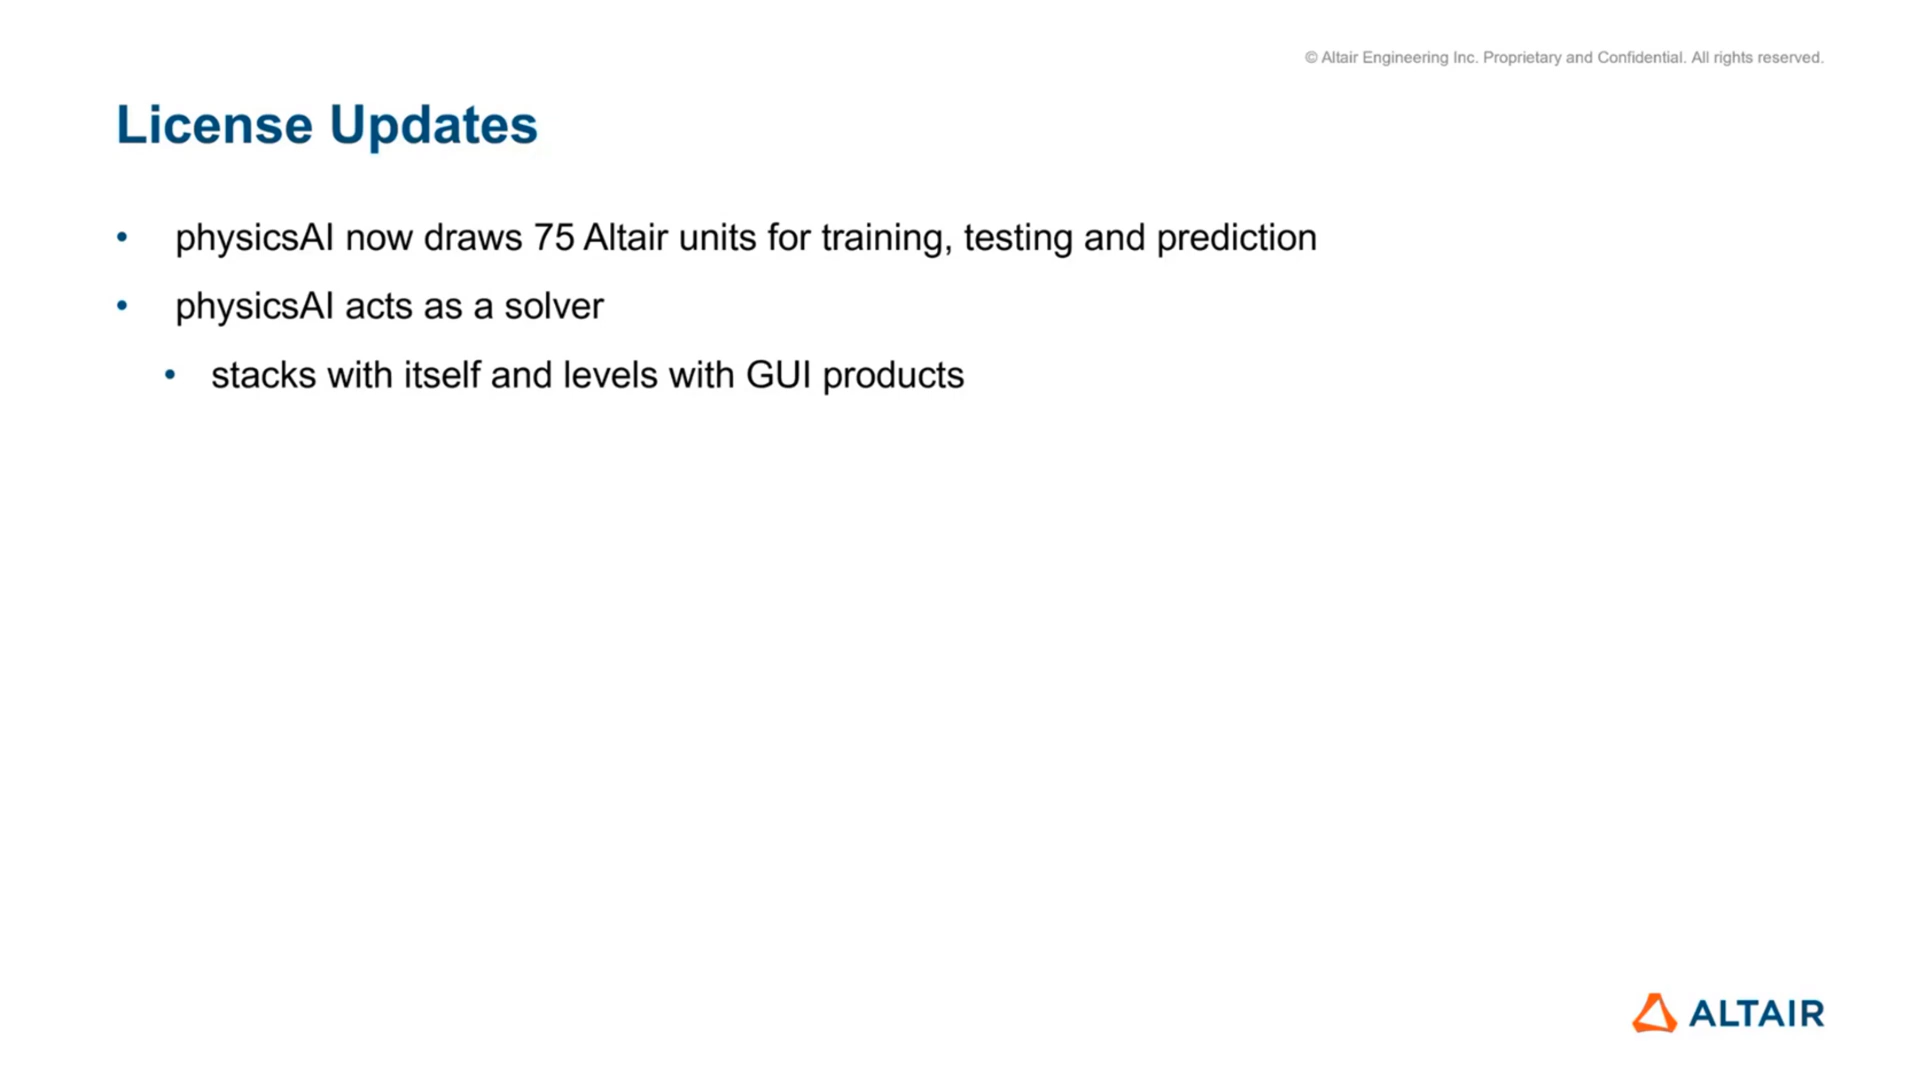 © Altair Engineering Inc. Proprietary and Confidential. All rights reserved.
License Updates
• physicsAI now draws 75 Altair units for training, testing and prediction
• physicsAI acts as a solver
• stacks with itself and levels with GUI products
ALTAIR